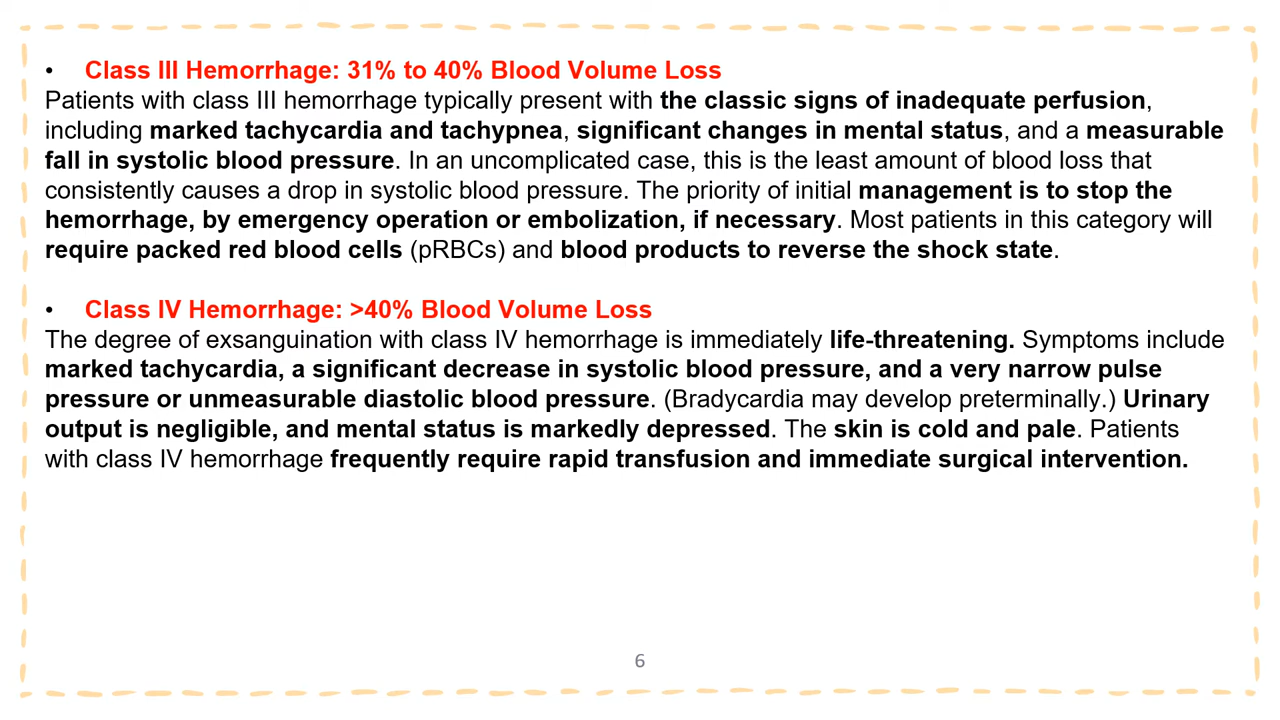 • Class III Hemorrhage: 31% to 40% Blood Volume Loss
Patients with class III hemorrhage typically present with the classic signs of inadequate perfusion,
including marked tachycardia and tachypnea, significant changes in mental status, and a measurable
fall in systolic blood pressure. In an uncomplicated case, this is the least amount of blood loss that
consistently causes a drop in systolic blood pressure. The priority of initial management is to stop the
hemorrhage, by emergency operation or embolization, if necessary. Most patients in this category will
require packed red blood cells (pRBCs) and blood products to reverse the shock state.
• Class IV Hemorrhage: >40% Blood Volume Loss
The degree of exsanguination with class IV hemorrhage is immediately life-threatening. Symptoms include
marked tachycardia, a significant decrease in systolic blood pressure, and a very narrow pulse
pressure or unmeasurable diastolic blood pressure. (Bradycardia may develop preterminally.) Urinary
output is negligible, and mental status is markedly depressed. The skin is cold and pale. Patients
with class IV hemorrhage frequently require rapid transfusion and immediate surgical intervention.
6